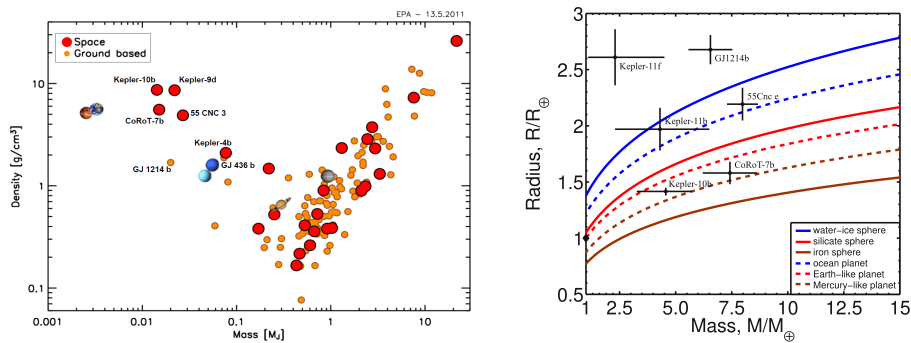 EPA – 13.5.2011
Space
Ground based
Kepler-10b
Kepler-9d
CoRoT-7b
55 CNC 3
Kepler-4b
GJ 1214 b
GJ 436 b
10
1
0.1
Density [g/cm³]
0.001
0.01
0.1
1
10
Mass [MJ]
3
2.5
2
1.5
1
0.5
Radius, R/R⊕
Kepler-11f
GJ1214b
55Cnc e
Kepler-11b
CoRoT-7b
Kepler-10b
water−ice sphere
silicate sphere
iron sphere
ocean planet
Earth−like planet
Mercury−like planet
1
2.5
5
7.5
10
12.5
15
Mass, M/M⊕